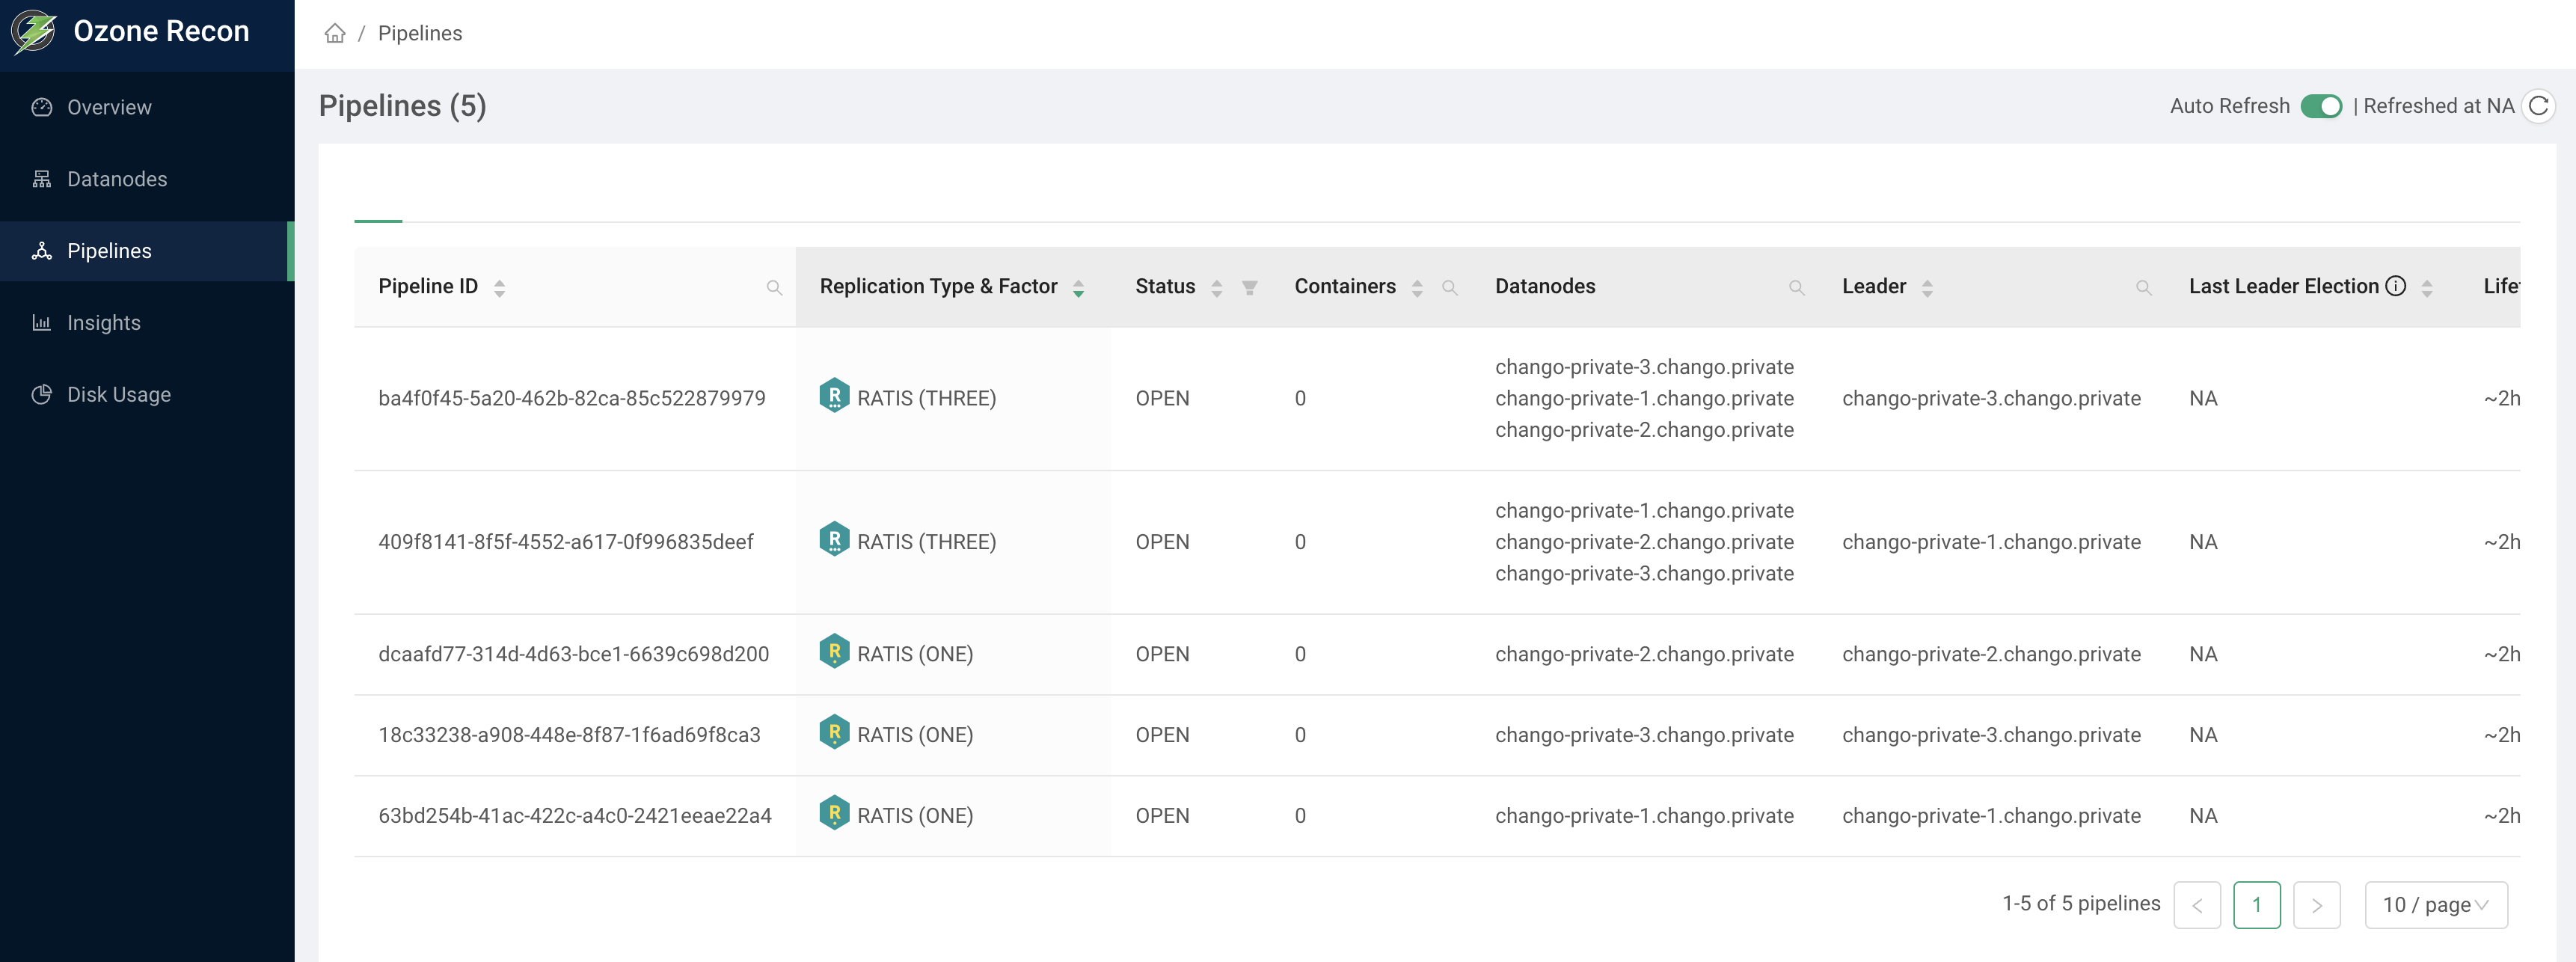 Ozone Recon
Overview
Datanodes
Pipelines
Insights
Disk Usage
/ Pipelines
Pipelines (5)
Auto Refresh | Refreshed at NA
Pipeline ID Replication Type & Factor Status Containers Datanodes Leader Last Leader Election Life
ba4f0f45-5a20-462b-82ca-85c522879979 R RATIS (THREE) OPEN 0 chango-private-3.chango.private chango-private-3.chango.private NA ~2h
chango-private-1.chango.private
chango-private-2.chango.private
409f8141-8f5f-4552-a617-0f996835deef R RATIS (THREE) OPEN 0 chango-private-1.chango.private chango-private-1.chango.private NA ~2h
chango-private-2.chango.private
chango-private-3.chango.private
dcaafd77-314d-4d63-bce1-6639c698d200 R RATIS (ONE) OPEN 0 chango-private-2.chango.private chango-private-2.chango.private NA ~2h
18c33238-a908-448e-8f87-1f6ad69f8ca3 R RATIS (ONE) OPEN 0 chango-private-3.chango.private chango-private-3.chango.private NA ~2h
63bd254b-41ac-422c-a4c0-2421eeae22a4 R RATIS (ONE) OPEN 0 chango-private-1.chango.private chango-private-1.chango.private NA ~2h
1-5 of 5 pipelines < 1 > 10 / page